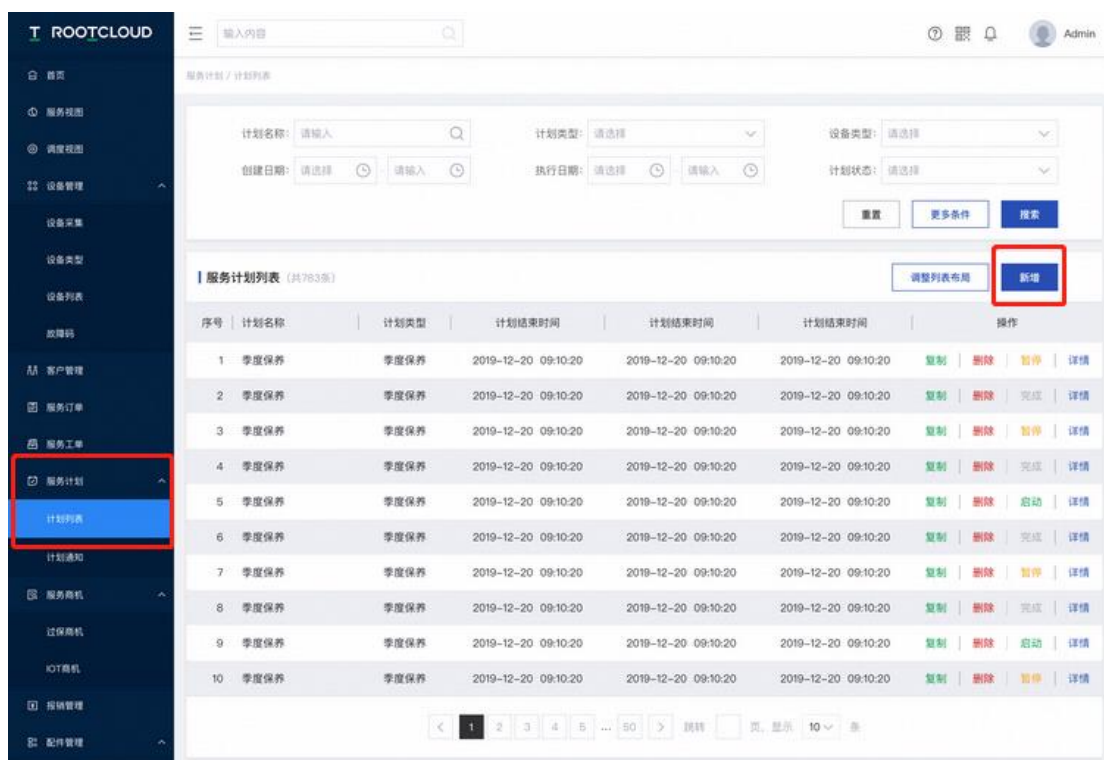 ROOTCLOUD
输入内容
Admin
首页
服务视图
调度视图
设备管理
设备采集
设备类型
设备列表
故障码
客户管理
服务订单
服务工单
服务计划
计划列表
计划通知
服务商机
过保商机
IOT商机
报销管理
配件管理
服务计划 / 计划列表
计划名称: 请输入 计划类型: 请选择 设备类型: 请选择
创建日期: 请选择 - 请输入 执行日期: 请选择 - 请输入 计划状态: 请选择
重置 更多条件 搜索
服务计划列表 (共783条) 调整列表布局 新增
序号 计划名称 计划类型 计划结束时间 计划结束时间 计划结束时间 操作
1 季度保养 季度保养 2019-12-20 09:10:20 2019-12-20 09:10:20 2019-12-20 09:10:20 复制 删除 暂停 详情
2 季度保养 季度保养 2019-12-20 09:10:20 2019-12-20 09:10:20 2019-12-20 09:10:20 复制 删除 完成 详情
3 季度保养 季度保养 2019-12-20 09:10:20 2019-12-20 09:10:20 2019-12-20 09:10:20 复制 删除 暂停 详情
4 季度保养 季度保养 2019-12-20 09:10:20 2019-12-20 09:10:20 2019-12-20 09:10:20 复制 删除 完成 详情
5 季度保养 季度保养 2019-12-20 09:10:20 2019-12-20 09:10:20 2019-12-20 09:10:20 复制 删除 启动 详情
6 季度保养 季度保养 2019-12-20 09:10:20 2019-12-20 09:10:20 2019-12-20 09:10:20 复制 删除 完成 详情
7 季度保养 季度保养 2019-12-20 09:10:20 2019-12-20 09:10:20 2019-12-20 09:10:20 复制 删除 暂停 详情
8 季度保养 季度保养 2019-12-20 09:10:20 2019-12-20 09:10:20 2019-12-20 09:10:20 复制 删除 完成 详情
9 季度保养 季度保养 2019-12-20 09:10:20 2019-12-20 09:10:20 2019-12-20 09:10:20 复制 删除 启动 详情
10 季度保养 季度保养 2019-12-20 09:10:20 2019-12-20 09:10:20 2019-12-20 09:10:20 复制 删除 暂停 详情
< 1 2 3 4 5 ... 50 > 跳转 页, 显示 10 条